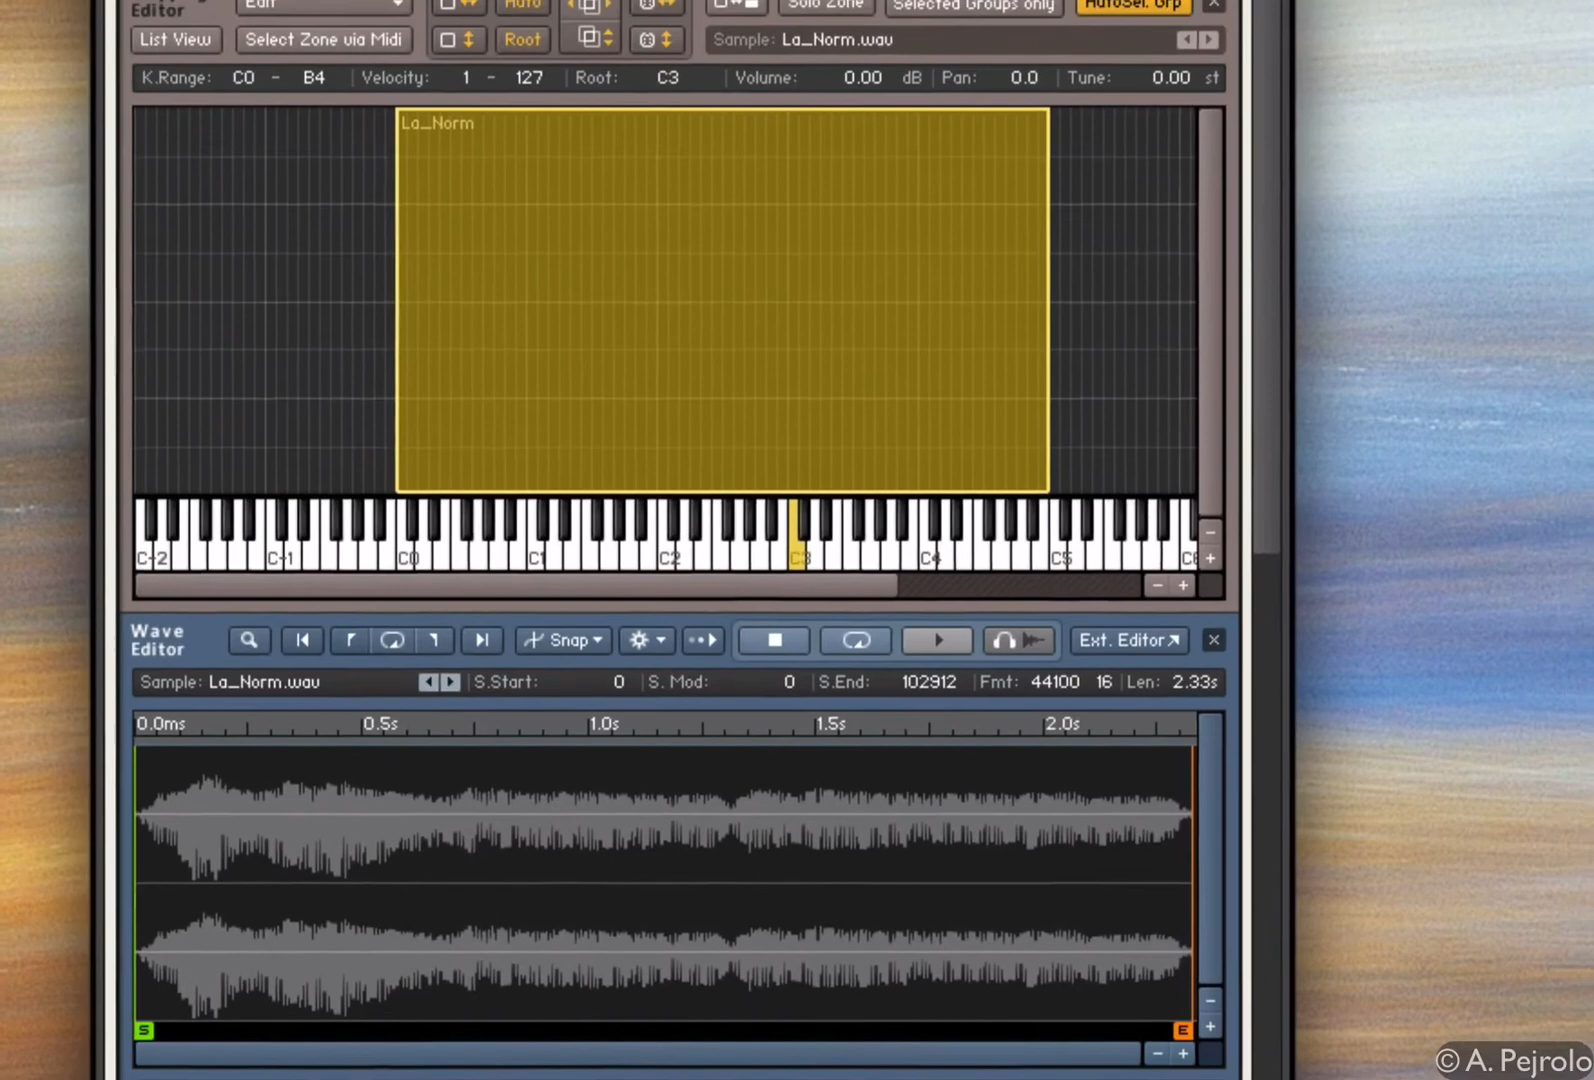 Editor Edit Auto Solo Zone Selected Groups only AutoSel. Grp
List View Select Zone via Midi Root Sample: La_Norm.wav
K.Range: C0 - B4 Velocity: 1 - 127 Root: C3 Volume: 0.00 dB Pan: 0.0 Tune: 0.00 st
La_Norm
C-2 C-1 C0 C1 C2 C3 C4 C5
Wave Editor Snap Ext. Editor
Sample: La_Norm.wav S.Start: 0 S. Mod: 0 S.End: 102912 Fmt: 44100 16 Len: 2.33s
0.0ms 0.5s 1.0s 1.5s 2.0s
S E
© A. Pejrolo